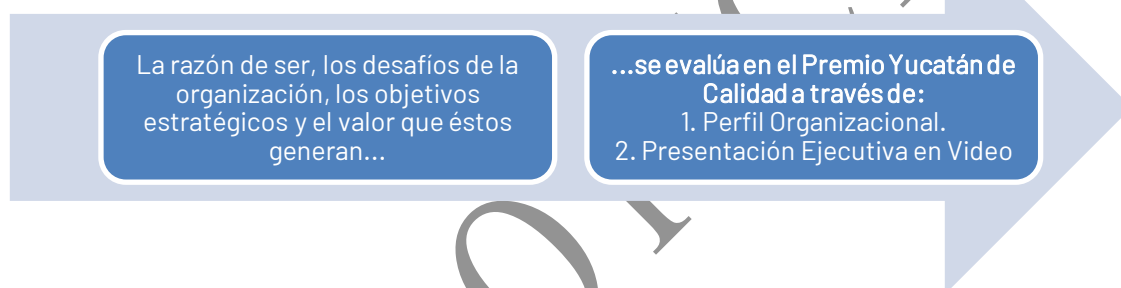 La razón de ser, los desafíos de la
organización, los objetivos
estratégicos y el valor que éstos
generan...
...se evalúa en el Premio Yucatán de
Calidad a través de:
1. Perfil Organizacional.
2. Presentación Ejecutiva en Video